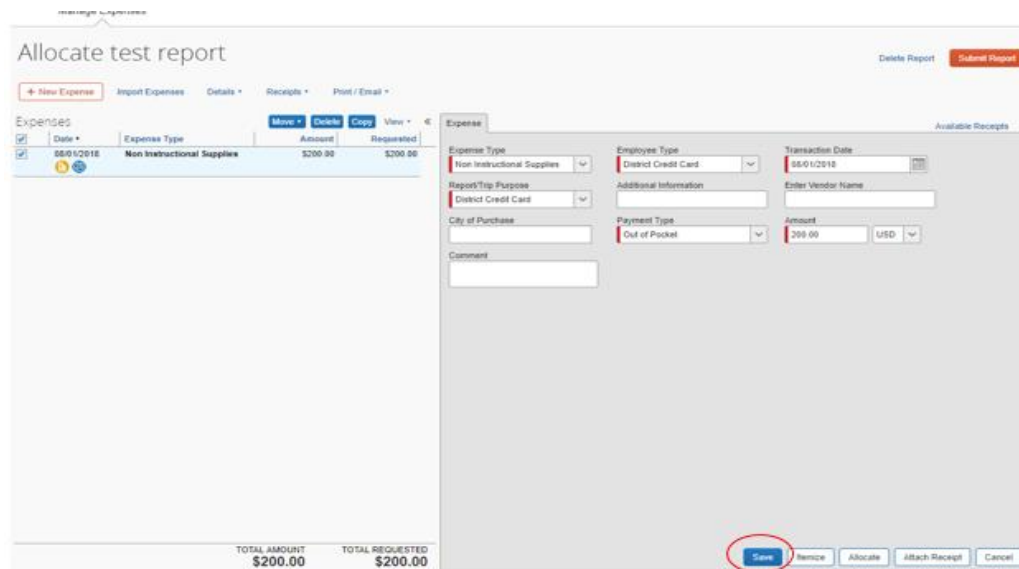 Manage Expenses
Allocate test report
Delete Report Submit Report
+ New Expense Import Expenses Details Receipts Print / Email
Expenses Move Delete Copy View « Expense Available Receipts
Date Expense Type Amount Requested
08/01/2018 Non Instructional Supplies $200.00 $200.00
Expense Type Employee Type Transaction Date
Non Instructional Supplies District Credit Card 08/01/2018
Report/Trip Purpose Additional Information Enter Vendor Name
District Credit Card
City of Purchase Payment Type Amount
Out of Pocket 200.00 USD
Comment
TOTAL AMOUNT TOTAL REQUESTED
$200.00 $200.00
Save Itemize Allocate Attach Receipt Cancel